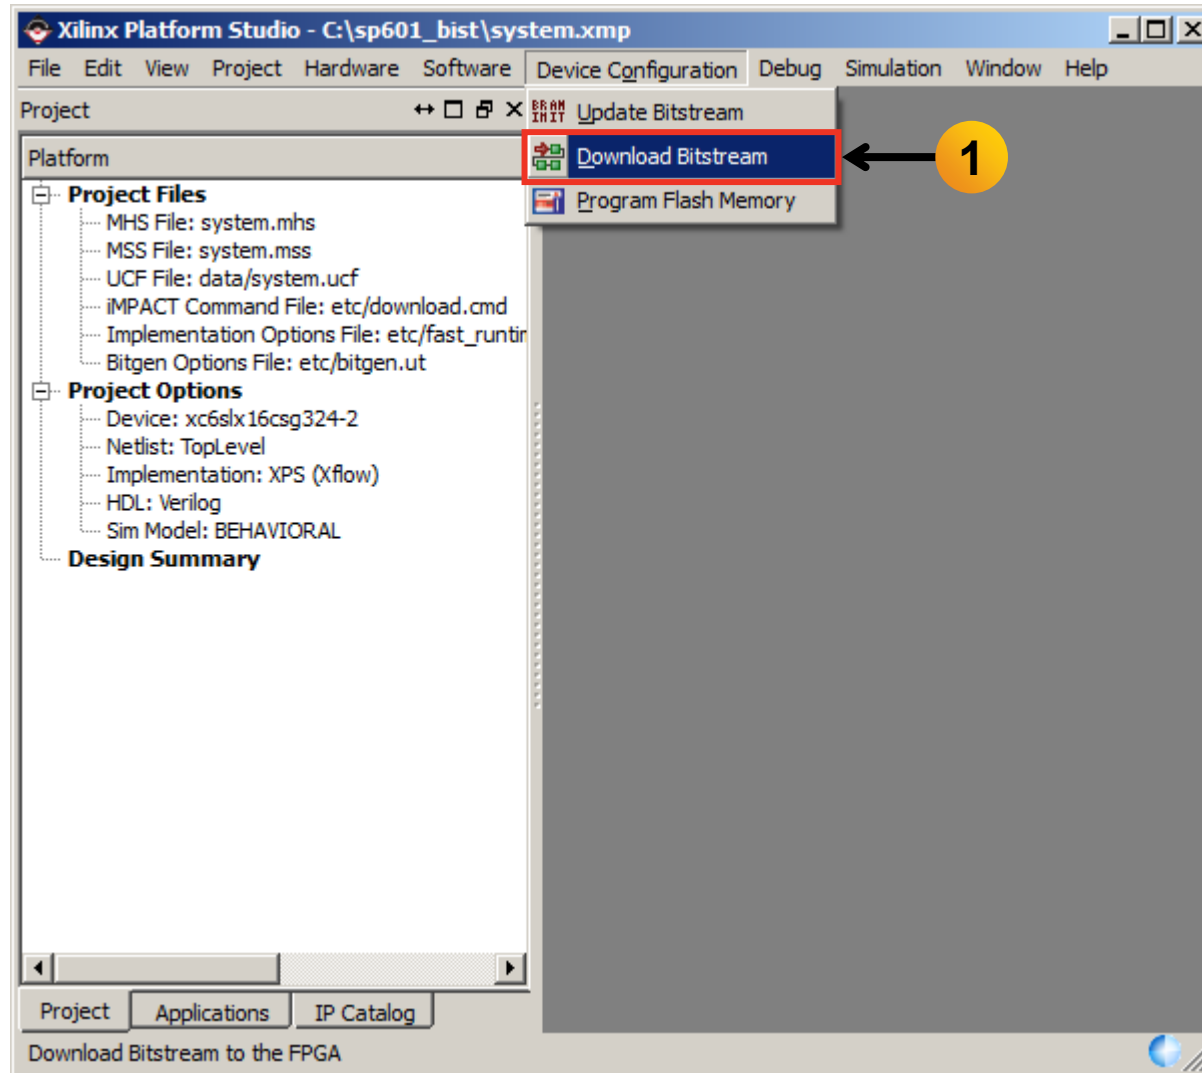 Xilinx Platform Studio - C:\sp601_bist\system.xmp
File Edit View Project Hardware Software Device Configuration Debug Simulation Window Help
Project
BRAM INIT Update Bitstream
Platform
Download Bitstream
1
Program Flash Memory
Project Files
MHS File: system.mhs
MSS File: system.mss
UCF File: data/system.ucf
iMPACT Command File: etc/download.cmd
Implementation Options File: etc/fast_runtin
Bitgen Options File: etc/bitgen.ut
Project Options
Device: xc6slx16csg324-2
Netlist: TopLevel
Implementation: XPS (Xflow)
HDL: Verilog
Sim Model: BEHAVIORAL
Design Summary
Project Applications IP Catalog
Download Bitstream to the FPGA